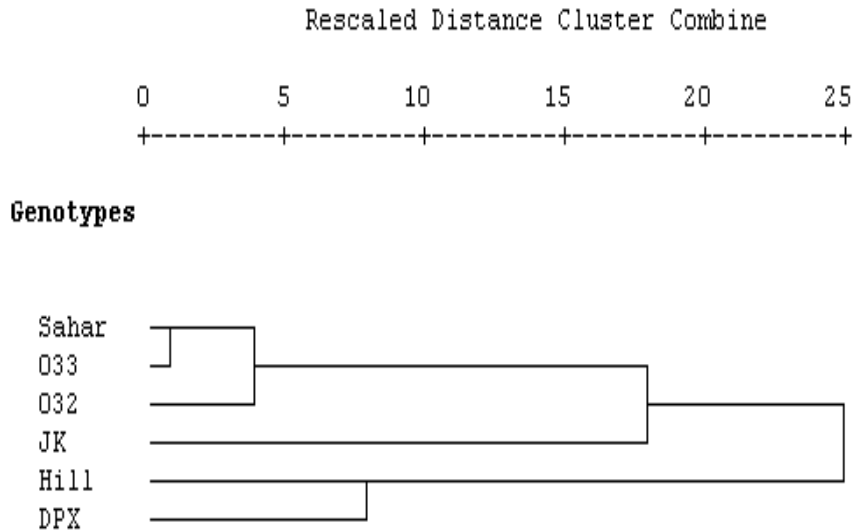 Rescaled Distance Cluster Combine
0 5 10 15 20 25
+---------+---------+---------+---------+---------+
Genotypes
Sahar
033
032
JK
Hill
DPX